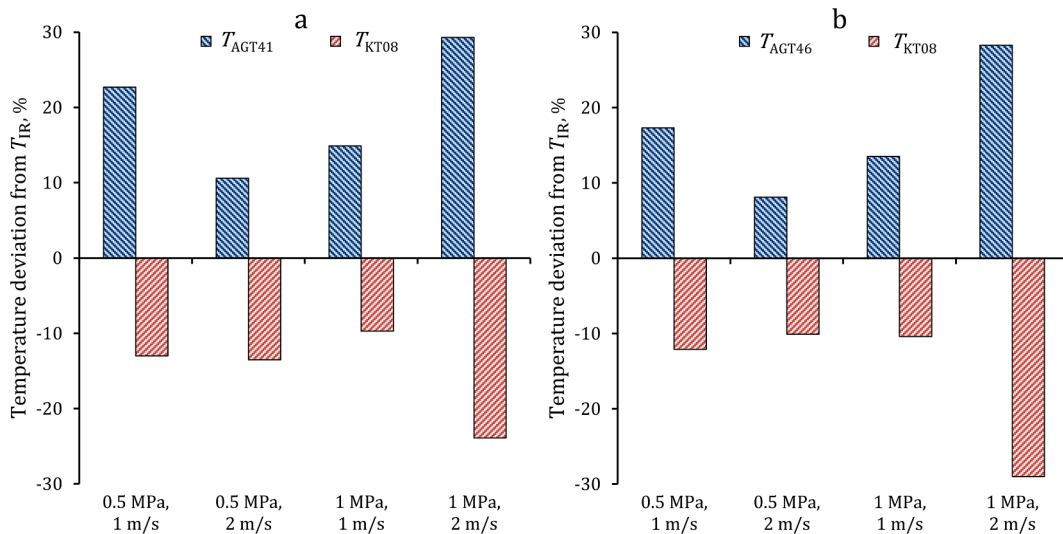 a
T_AGT41 T_KT08
Temperature deviation from T_IR, %
30
20
10
0
-10
-20
-30
0.5 MPa, 0.5 MPa, 1 MPa, 1 MPa,
1 m/s 2 m/s 1 m/s 2 m/s
b
T_AGT46 T_KT08
Temperature deviation from T_IR, %
30
20
10
0
-10
-20
-30
0.5 MPa, 0.5 MPa, 1 MPa, 1 MPa,
1 m/s 2 m/s 1 m/s 2 m/s